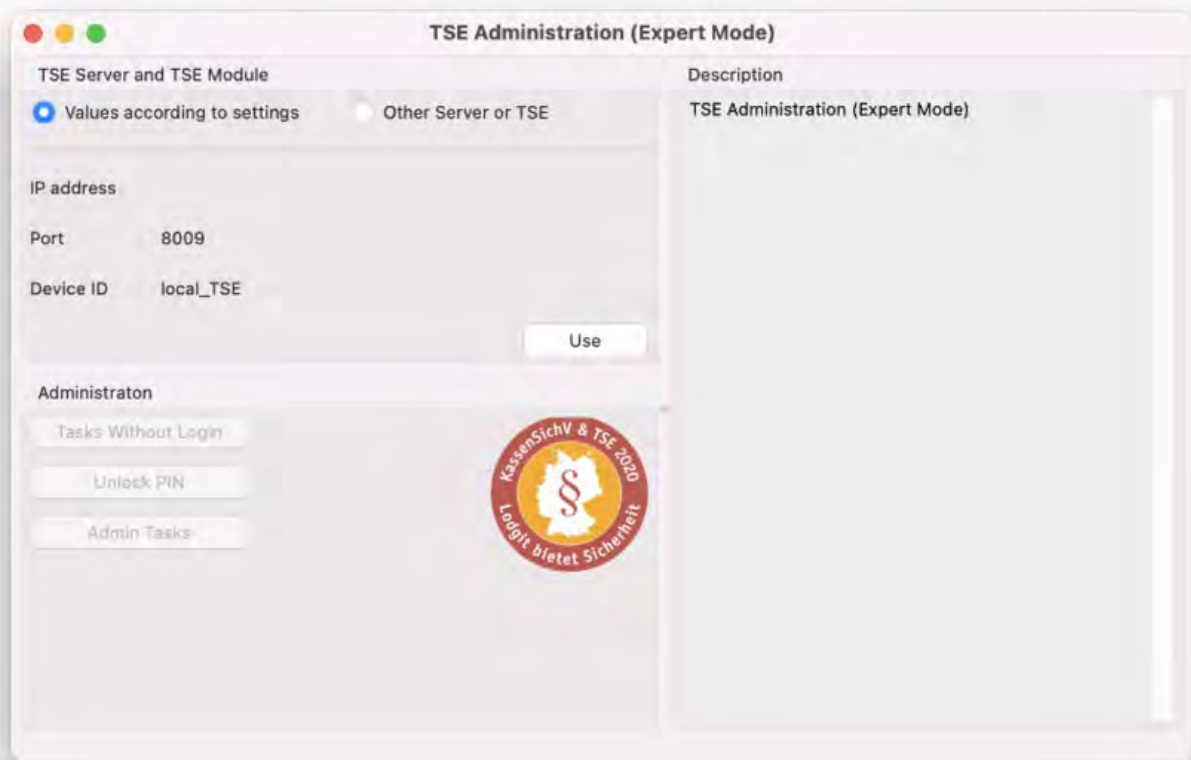 TSE Administration (Expert Mode)
TSE Server and TSE Module
Values according to settings
Other Server or TSE
IP address
Port 8009
Device ID local_TSE
Use
Administraton
Tasks Without Login
Unlock PIN
Admin Tasks
KassenSichV & TSE 2020
§
Lodgit bietet Sicherheit
Description
TSE Administration (Expert Mode)